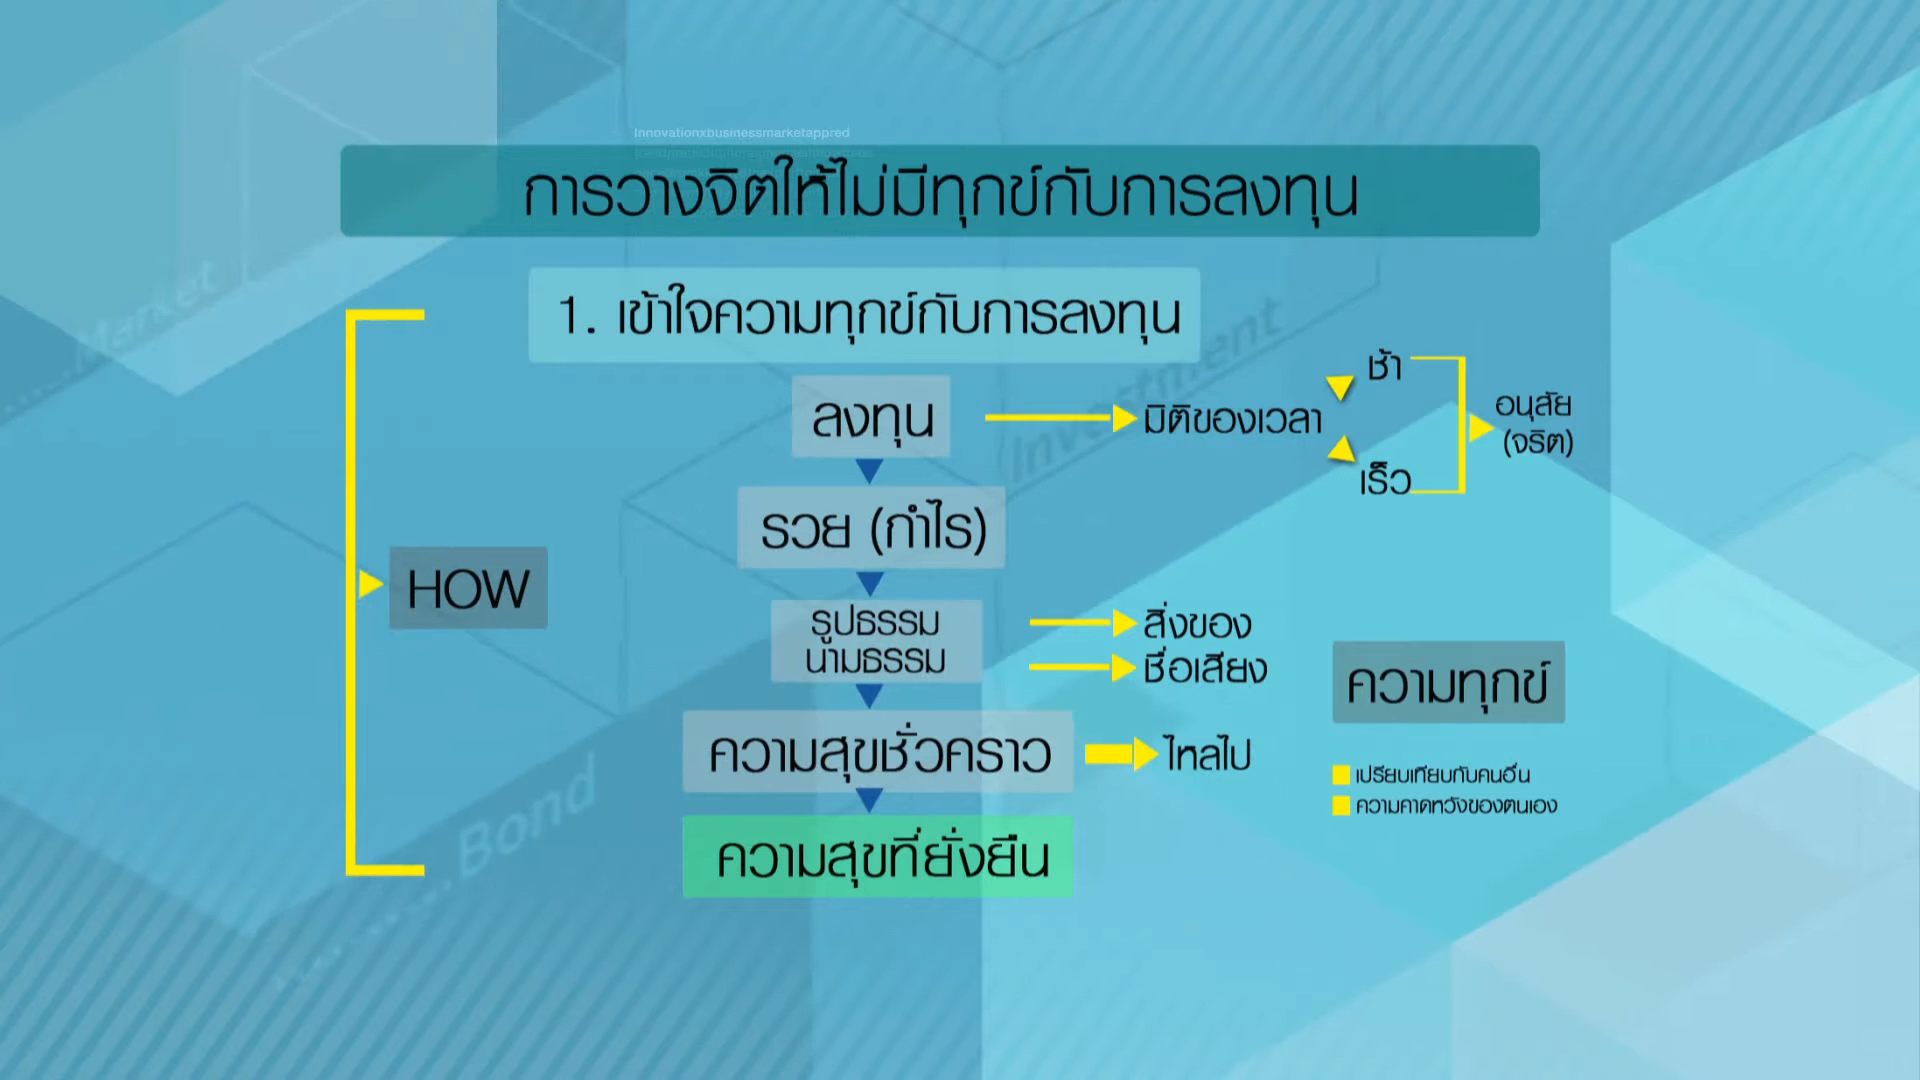 Innovationxbusinessmarketappred
การวางจิตให้ไม่มีทุกข์กับการลงทุน
1. เข้าใจความทุกข์กับการลงทุน
Market
Investment
ลงทุน
มิติของเวลา
ช้า
เร็ว
อนุสัย
(จริต)
รวย (กำไร)
HOW
รูปธรรม
นามธรรม
สิ่งของ
ชื่อเสียง
ความทุกข์
ความสุขชั่วคราว
ไหลไป
เปรียบเทียบกับคนอื่น
ความคาดหวังของตนเอง
Bond
ความสุขที่ยั่งยืน